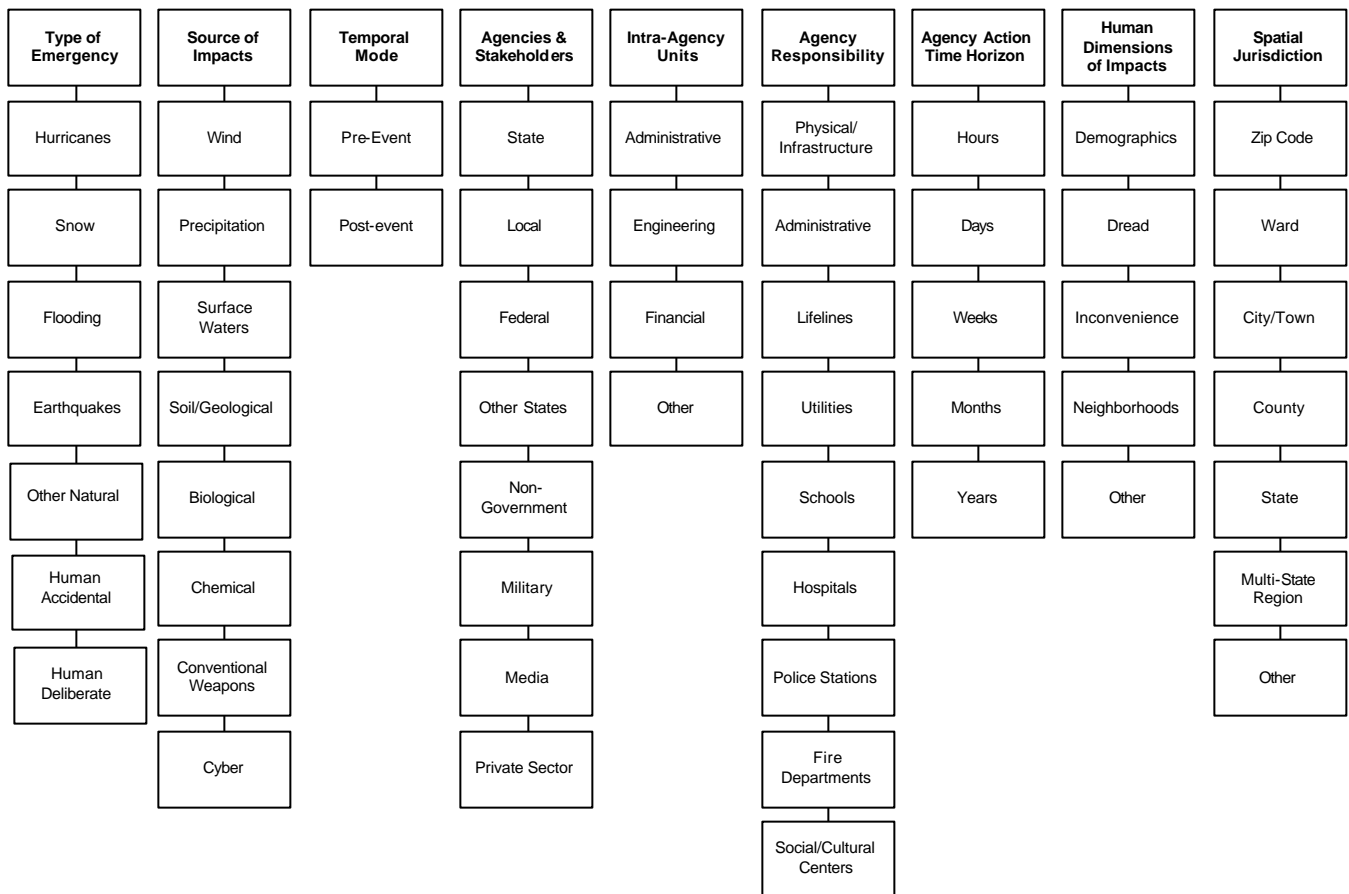 Type of
Emergency
Hurricanes
Snow
Flooding
Earthquakes
Other Natural
Human
Accidental
Human
Deliberate
Source of
Impacts
Wind
Precipitation
Surface
Waters
Soil/Geological
Biological
Chemical
Conventional
Weapons
Cyber
Temporal
Mode
Pre-Event
Post-event
Agencies &
Stakeholders
State
Local
Federal
Other States
Non-
Government
Military
Media
Private Sector
Intra-Agency
Units
Administrative
Engineering
Financial
Other
Agency
Responsibility
Physical/
Infrastructure
Administrative
Lifelines
Utilities
Schools
Hospitals
Police Stations
Fire
Departments
Social/Cultural
Centers
Agency Action
Time Horizon
Hours
Days
Weeks
Months
Years
Human
Dimensions
of Impacts
Demographics
Dread
Inconvenience
Neighborhoods
Other
Spatial
Jurisdiction
Zip Code
Ward
City/Town
County
State
Multi-State
Region
Other